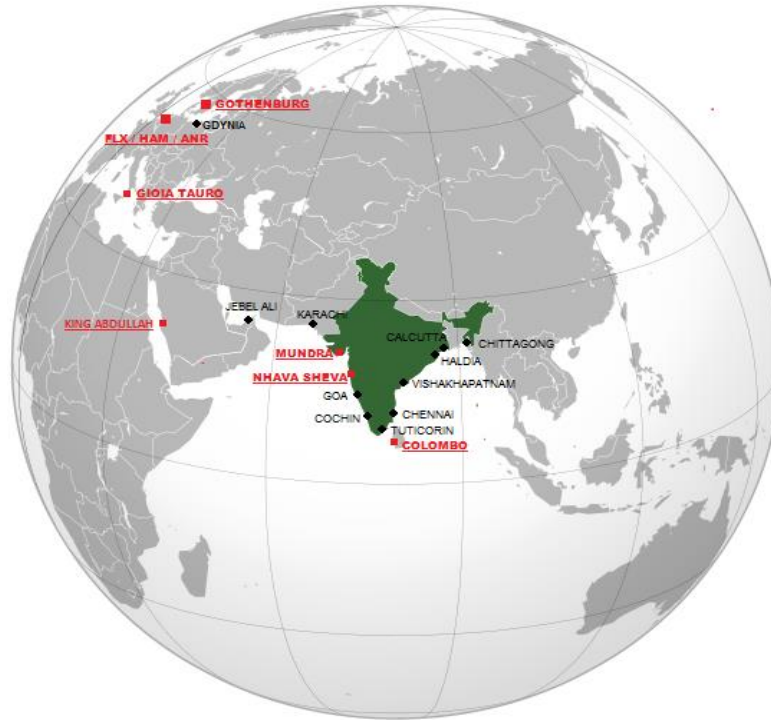 GOTHENBURG
GDYNIA
FLX / HAM / ANR
GIOIA TAURO
JEBEL ALI
KARACHI
KING ABDULLAH
CALCUTTA
CHITTAGONG
MUNDRA
HALDIA
NHAVA SHEVA
VISHAKHAPATNAM
GOA
COCHIN
CHENNAI
TUTICORIN
COLOMBO